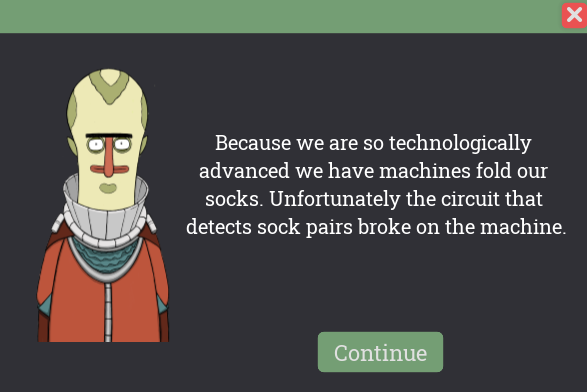 Because we are so technologically
advanced we have machines fold our
socks. Unfortunately the circuit that
detects sock pairs broke on the machine.
Continue